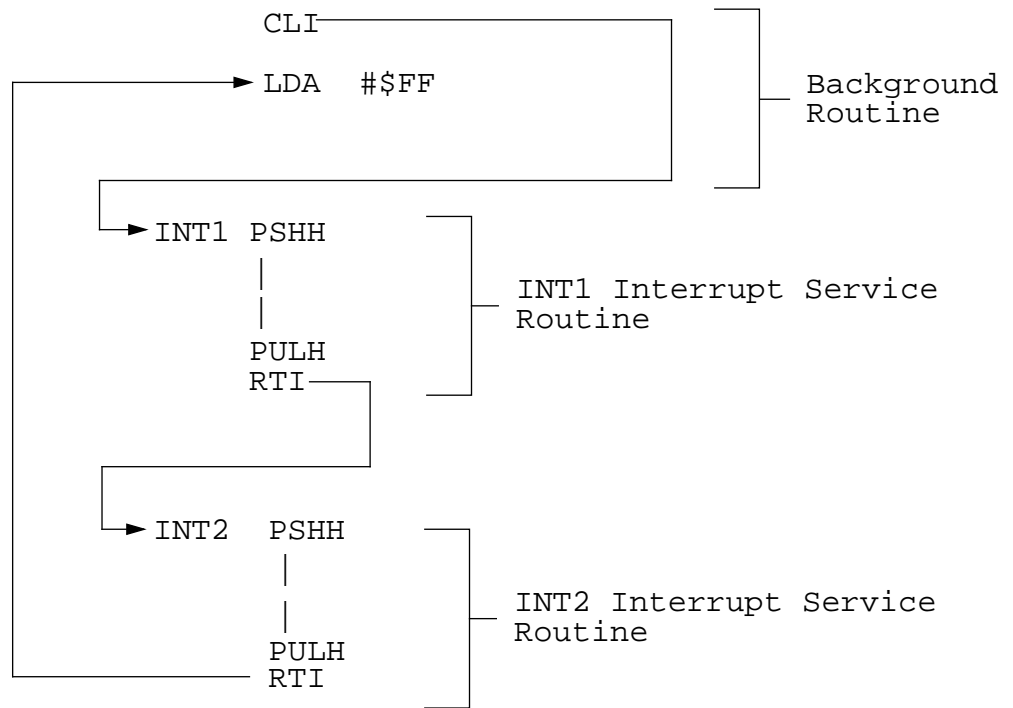 CLI
LDA #$FF
Background
Routine
INT1 PSHH
|
|
PULH
RTI
INT1 Interrupt Service
Routine
INT2 PSHH
|
|
PULH
RTI
INT2 Interrupt Service
Routine